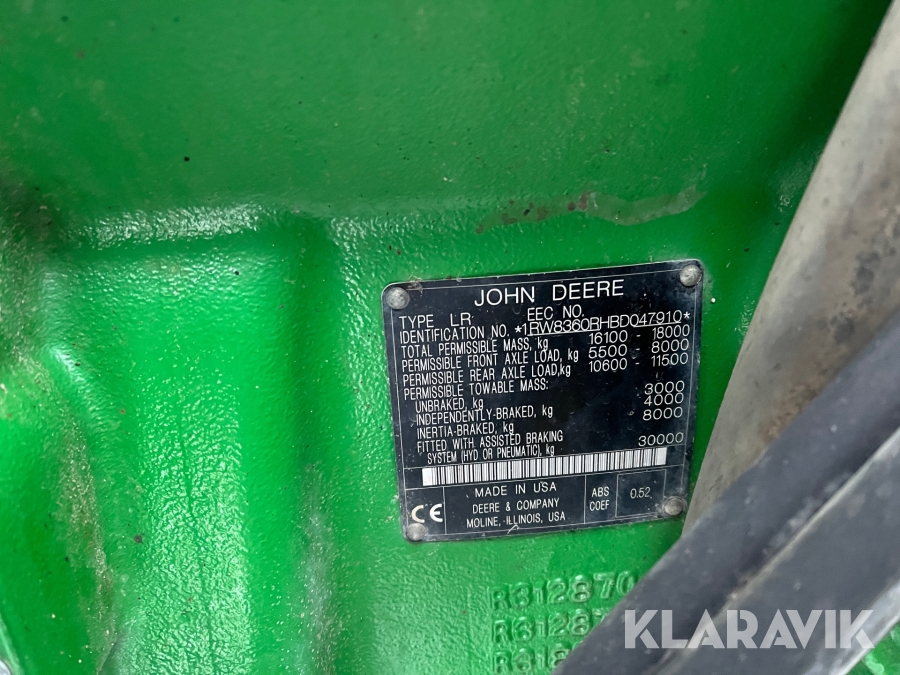 JOHN DEERE
TYPE LR EEC NO.
IDENTIFICATION NO. *1RW8360RHBD047910*
TOTAL PERMISSIBLE MASS, kg 16100 18000
PERMISSIBLE FRONT AXLE LOAD, kg 5500 8000
PERMISSIBLE REAR AXLE LOAD,kg 10600 11500
PERMISSIBLE TOWABLE MASS:
UNBRAKED, kg 3000
INDEPENDENTLY-BRAKED, kg 4000
INERTIA-BRAKED, kg 8000
FITTED WITH ASSISTED BRAKING
SYSTEM (HYD OR PNEUMATIC), kg 30000
CE
MADE IN USA
DEERE & COMPANY
MOLINE, ILLINOIS, USA
ABS
COEF
0.52
R312870
R31287
R318
KLARAVIK